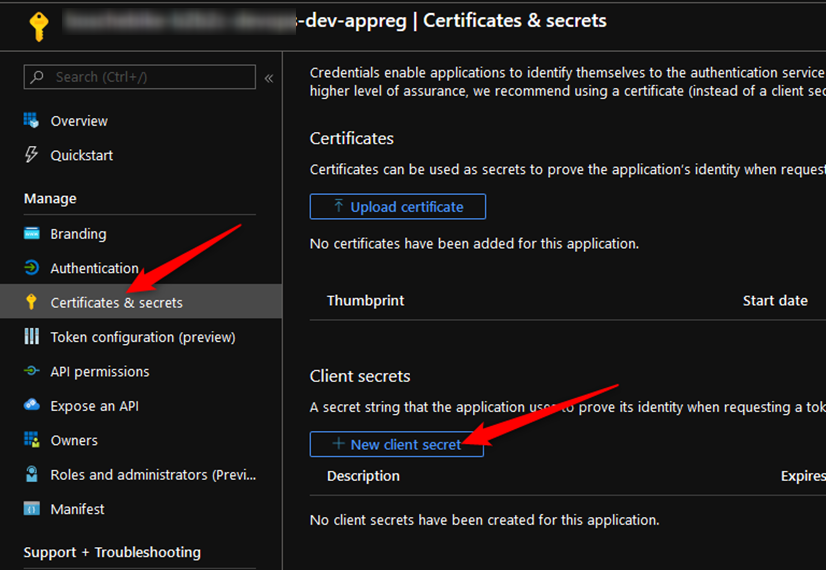 -dev-appreg | Certificates & secrets
Search (Ctrl+/)
«
Overview
Quickstart
Manage
Branding
Authentication
Certificates & secrets
Token configuration (preview)
API permissions
Expose an API
Owners
Roles and administrators (Previ...
Manifest
Support + Troubleshooting
Credentials enable applications to identify themselves to the authentication service
higher level of assurance, we recommend using a certificate (instead of a client sec
Certificates
Certificates can be used as secrets to prove the application's identity when request
Upload certificate
No certificates have been added for this application.
Thumbprint Start date
Client secrets
A secret string that the application uses to prove its identity when requesting a tok
+ New client secret
Description Expires
No client secrets have been created for this application.